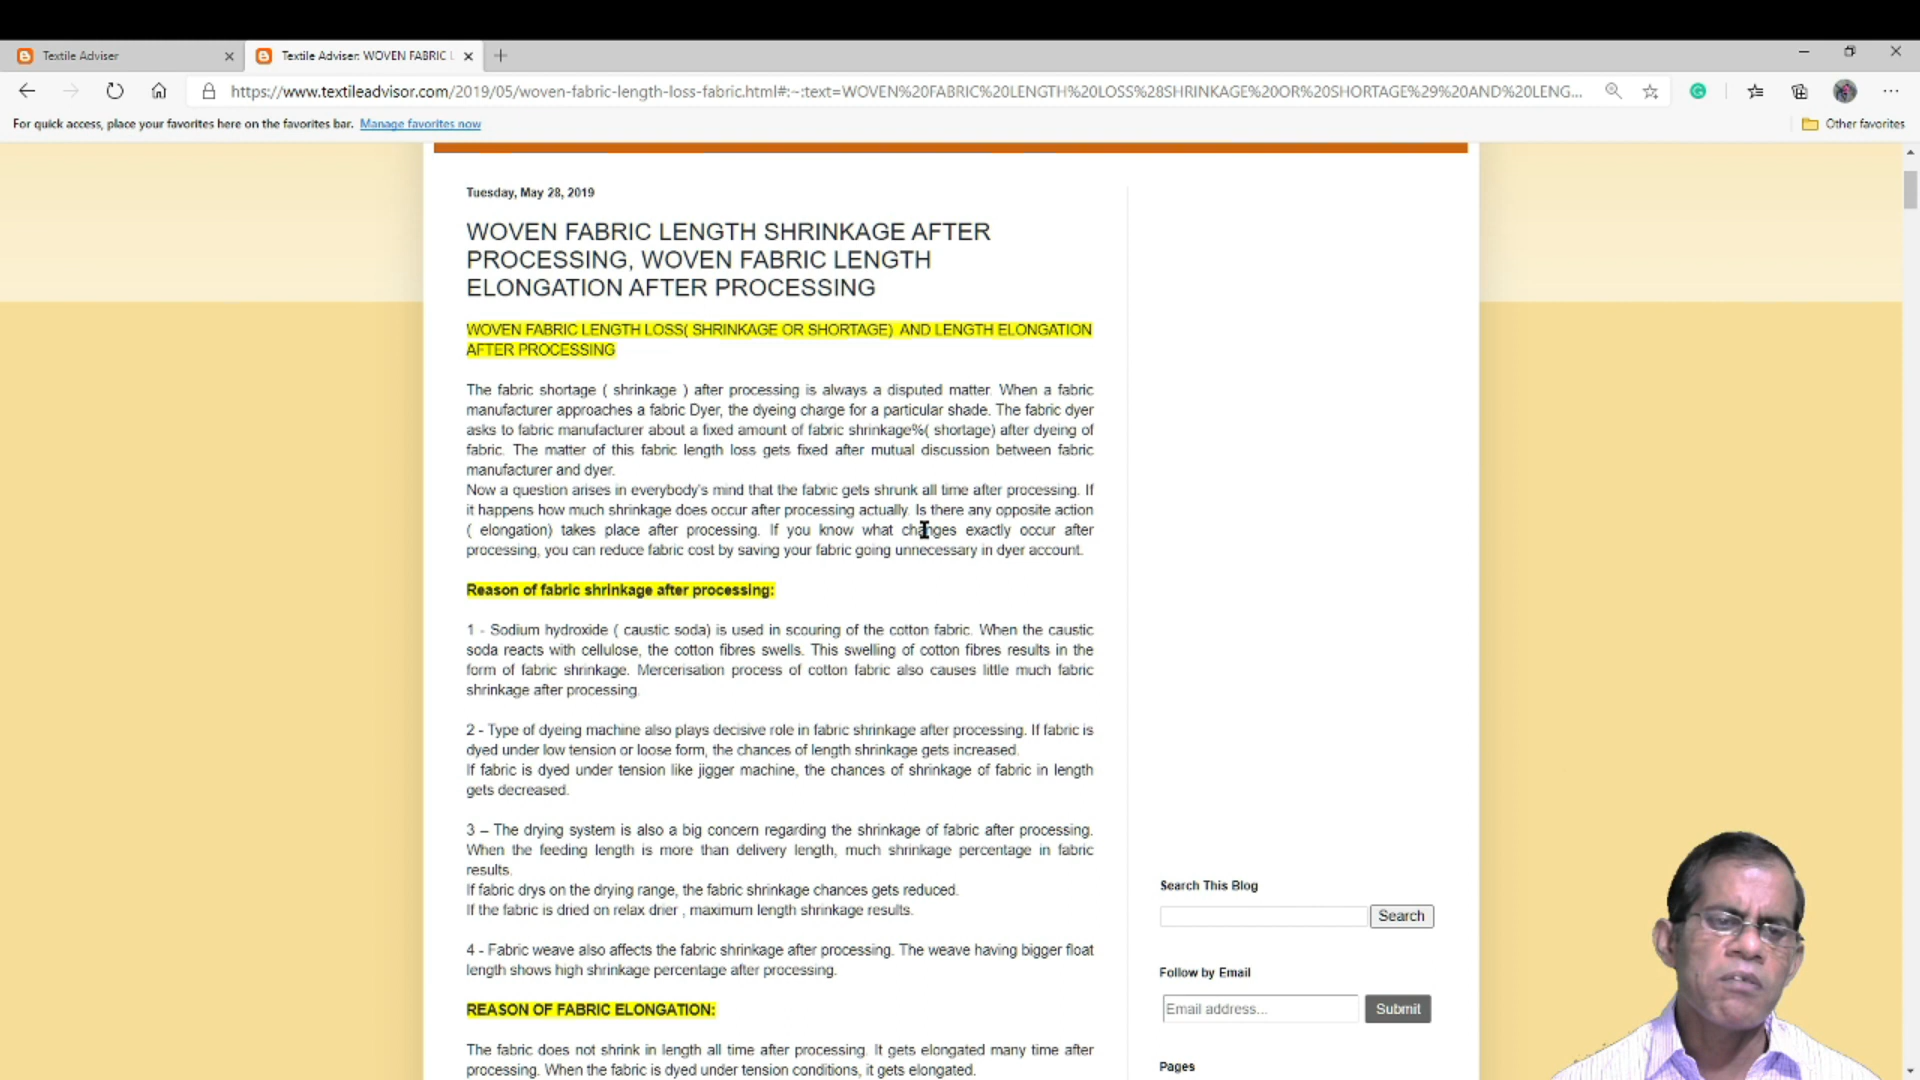 Textile Adviser
Textile Adviser: WOVEN FABRIC L
https://www.textileadvisor.com/2019/05/woven-fabric-length-loss-fabric.html#:~:text=WOVEN%20FABRIC%20LENGTH%20LOSS%28SHRINKAGE%20OR%20SHORTAGE%29%20AND%20LENG...
For quick access, place your favorites here on the favorites bar. Manage favorites now
Other favorites
Tuesday, May 28, 2019
WOVEN FABRIC LENGTH SHRINKAGE AFTER
PROCESSING, WOVEN FABRIC LENGTH
ELONGATION AFTER PROCESSING
WOVEN FABRIC LENGTH LOSS( SHRINKAGE OR SHORTAGE) AND LENGTH ELONGATION
AFTER PROCESSING
The fabric shortage ( shrinkage ) after processing is always a disputed matter. When a fabric
manufacturer approaches a fabric Dyer, the dyeing charge for a particular shade. The fabric dyer
asks to fabric manufacturer about a fixed amount of fabric shrinkage%( shortage) after dyeing of
fabric. The matter of this fabric length loss gets fixed after mutual discussion between fabric
manufacturer and dyer.
Now a question arises in everybody's mind that the fabric gets shrunk all time after processing. If
it happens how much shrinkage does occur after processing actually. Is there any opposite action
( elongation) takes place after processing. If you know what changes exactly occur after
processing, you can reduce fabric cost by saving your fabric going unnecessary in dyer account.
Reason of fabric shrinkage after processing:
1 - Sodium hydroxide ( caustic soda) is used in scouring of the cotton fabric. When the caustic
soda reacts with cellulose, the cotton fibres swells. This swelling of cotton fibres results in the
form of fabric shrinkage. Mercerisation process of cotton fabric also causes little much fabric
shrinkage after processing.
2 - Type of dyeing machine also plays decisive role in fabric shrinkage after processing. If fabric is
dyed under low tension or loose form, the chances of length shrinkage gets increased.
If fabric is dyed under tension like jigger machine, the chances of shrinkage of fabric in length
gets decreased.
3 – The drying system is also a big concern regarding the shrinkage of fabric after processing.
When the feeding length is more than delivery length, much shrinkage percentage in fabric
results.
If fabric drys on the drying range, the fabric shrinkage chances gets reduced.
If the fabric is dried on relax drier , maximum length shrinkage results.
4 - Fabric weave also affects the fabric shrinkage after processing. The weave having bigger float
length shows high shrinkage percentage after processing.
REASON OF FABRIC ELONGATION:
The fabric does not shrink in length all time after processing. It gets elongated many time after
processing. When the fabric is dyed under tension conditions, it gets elongated.
Search This Blog
Search
Follow by Email
Email address...
Submit
Pages